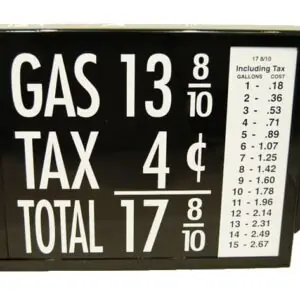 GAS 13 8/10
TAX 4 ¢
TOTAL 17 8/10
17 8/10
Including Tax
GALLONS COST
1 - .18
2 - .36
3 - .53
4 - .71
5 - .89
6 - 1.07
7 - 1.25
8 - 1.42
9 - 1.60
10 - 1.78
11 - 1.96
12 - 2.14
13 - 2.31
14 - 2.49
15 - 2.67